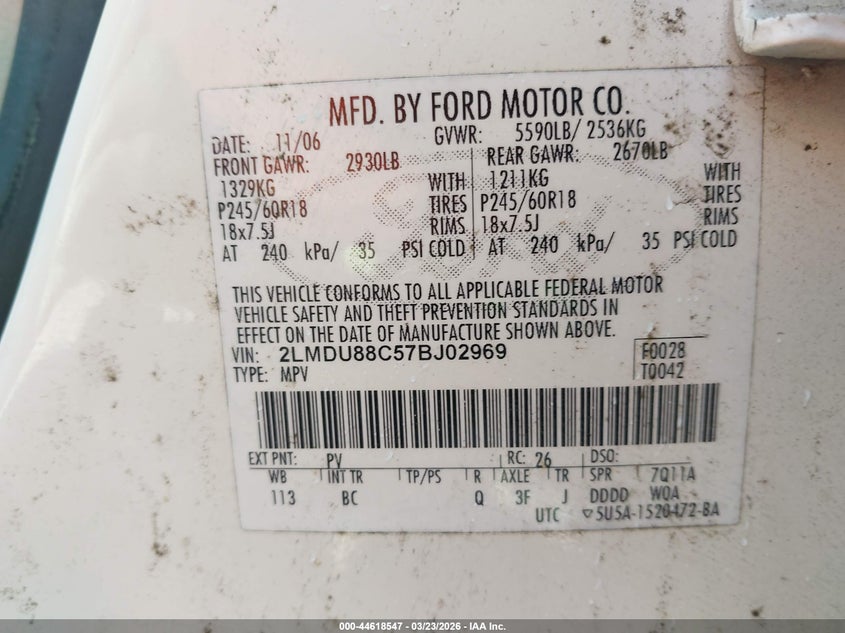 MFD. BY FORD MOTOR CO.
DATE: 11/06 GVWR: 5590LB/ 2536KG
FRONT GAWR: 2930LB REAR GAWR: 2670LB
1329KG WITH 1211KG WITH
P245/60R18 TIRES P245/60R18 TIRES
18x7.5J RIMS 18x7.5J RIMS
AT 240 kPa/ 35 PSI COLD AT 240 kPa/ 35 PSI COLD
THIS VEHICLE CONFORMS TO ALL APPLICABLE FEDERAL MOTOR
VEHICLE SAFETY AND THEFT PREVENTION STANDARDS IN
EFFECT ON THE DATE OF MANUFACTURE SHOWN ABOVE.
VIN: 2LMDU88C57BJ02969 F0028
TYPE: MPV T0042
EXT PNT: PV RC: 26 DSO:
WB INT TR TP/PS R AXLE TR SPR 7Q11A
113 BC Q 3F J DDDD WQA
UTC ▽5U5A-1520472-BA
000-44618547 — 03/23/2026 — IAA Inc.